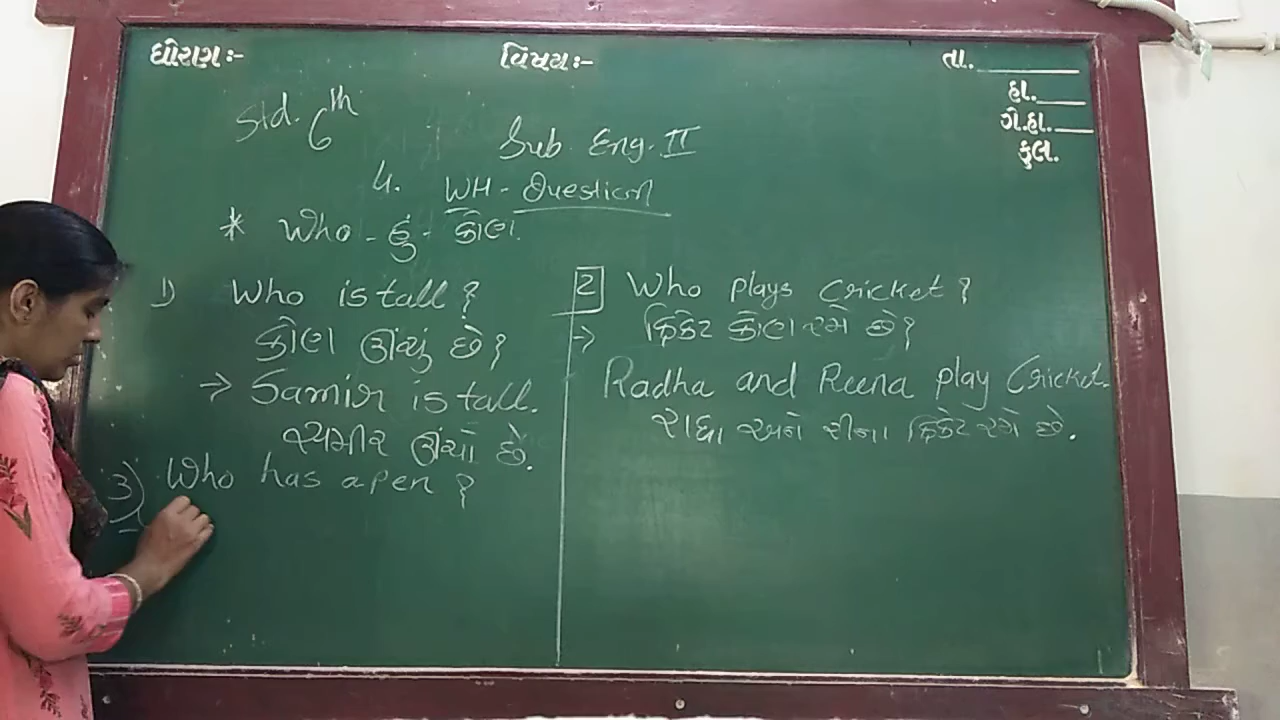 ધોરણ:-
વિષય:-
તા.
હા.
ગે.હા.
કુલ.
Std. 6th
Sub Eng. II
4. WH - Question
* Who - હું - કોણ.
1) Who is tall?
કોણ ઊંચું છે?
→ Samir is tall.
સમીર ઊંચો છે.
3) Who has a pen?
2 Who plays Cricket?
→ ક્રિકેટ કોણ રમે છે?
Radha and Reena play Cricket.
રાધા અને રીના ક્રિકેટ રમે છે.